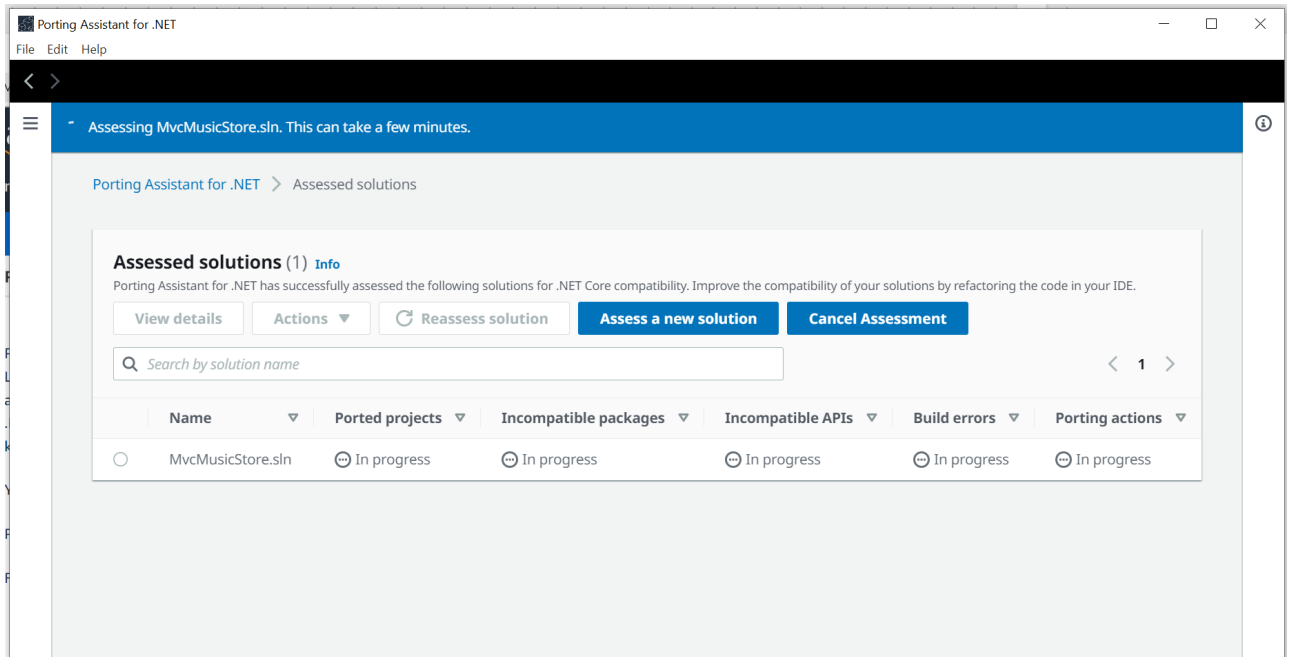 Porting Assistant for .NET
File Edit Help
Assessing MvcMusicStore.sln. This can take a few minutes.
Porting Assistant for .NET > Assessed solutions
Assessed solutions (1) Info
Porting Assistant for .NET has successfully assessed the following solutions for .NET Core compatibility. Improve the compatibility of your solutions by refactoring the code in your IDE.
View details Actions Reassess solution Assess a new solution Cancel Assessment
Search by solution name
1
Name Ported projects Incompatible packages Incompatible APIs Build errors Porting actions
MvcMusicStore.sln In progress In progress In progress In progress In progress